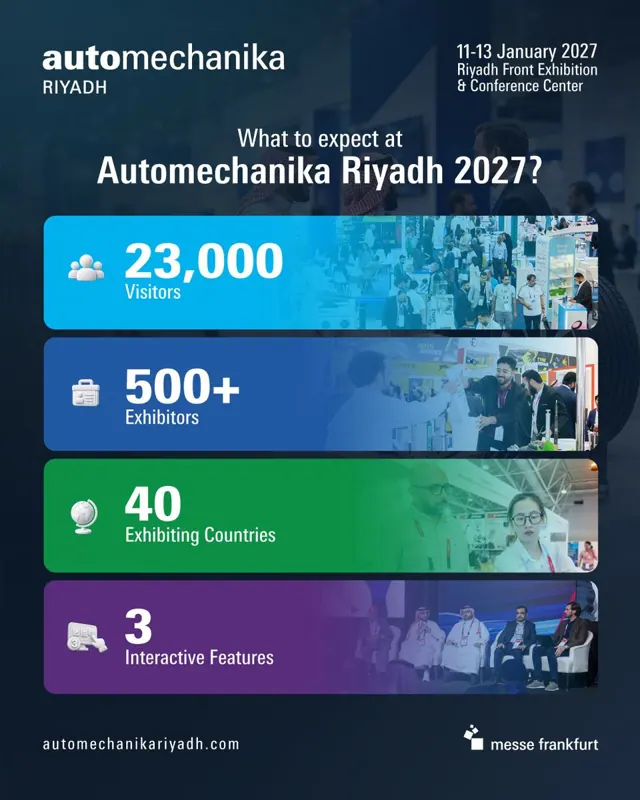 automechanika
RIYADH
11-13 January 2027
Riyadh Front Exhibition
& Conference Center
What to expect at
Automechanika Riyadh 2027?
23,000
Visitors
500+
Exhibitors
40
Exhibiting Countries
3
Interactive Features
automechanikariyadh.com
messe frankfurt